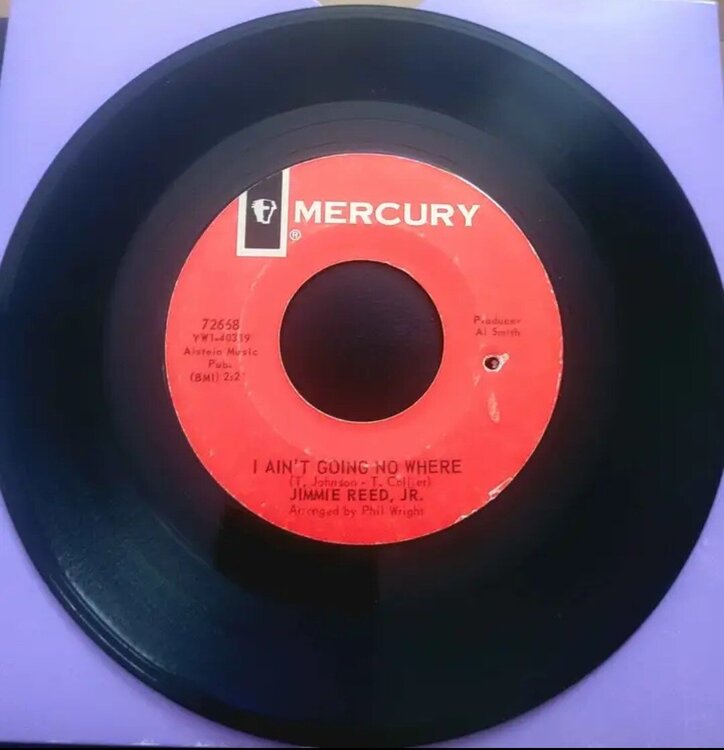 MERCURY
®
72668
YW1-40319
Alstein Music
Pub.
(BMI) 2:2
Producer
Al Smith
I AIN'T GOING NO WHERE
(T. Johnson - T. Collier)
JIMMIE REED, JR.
Arranged by Phil Wright